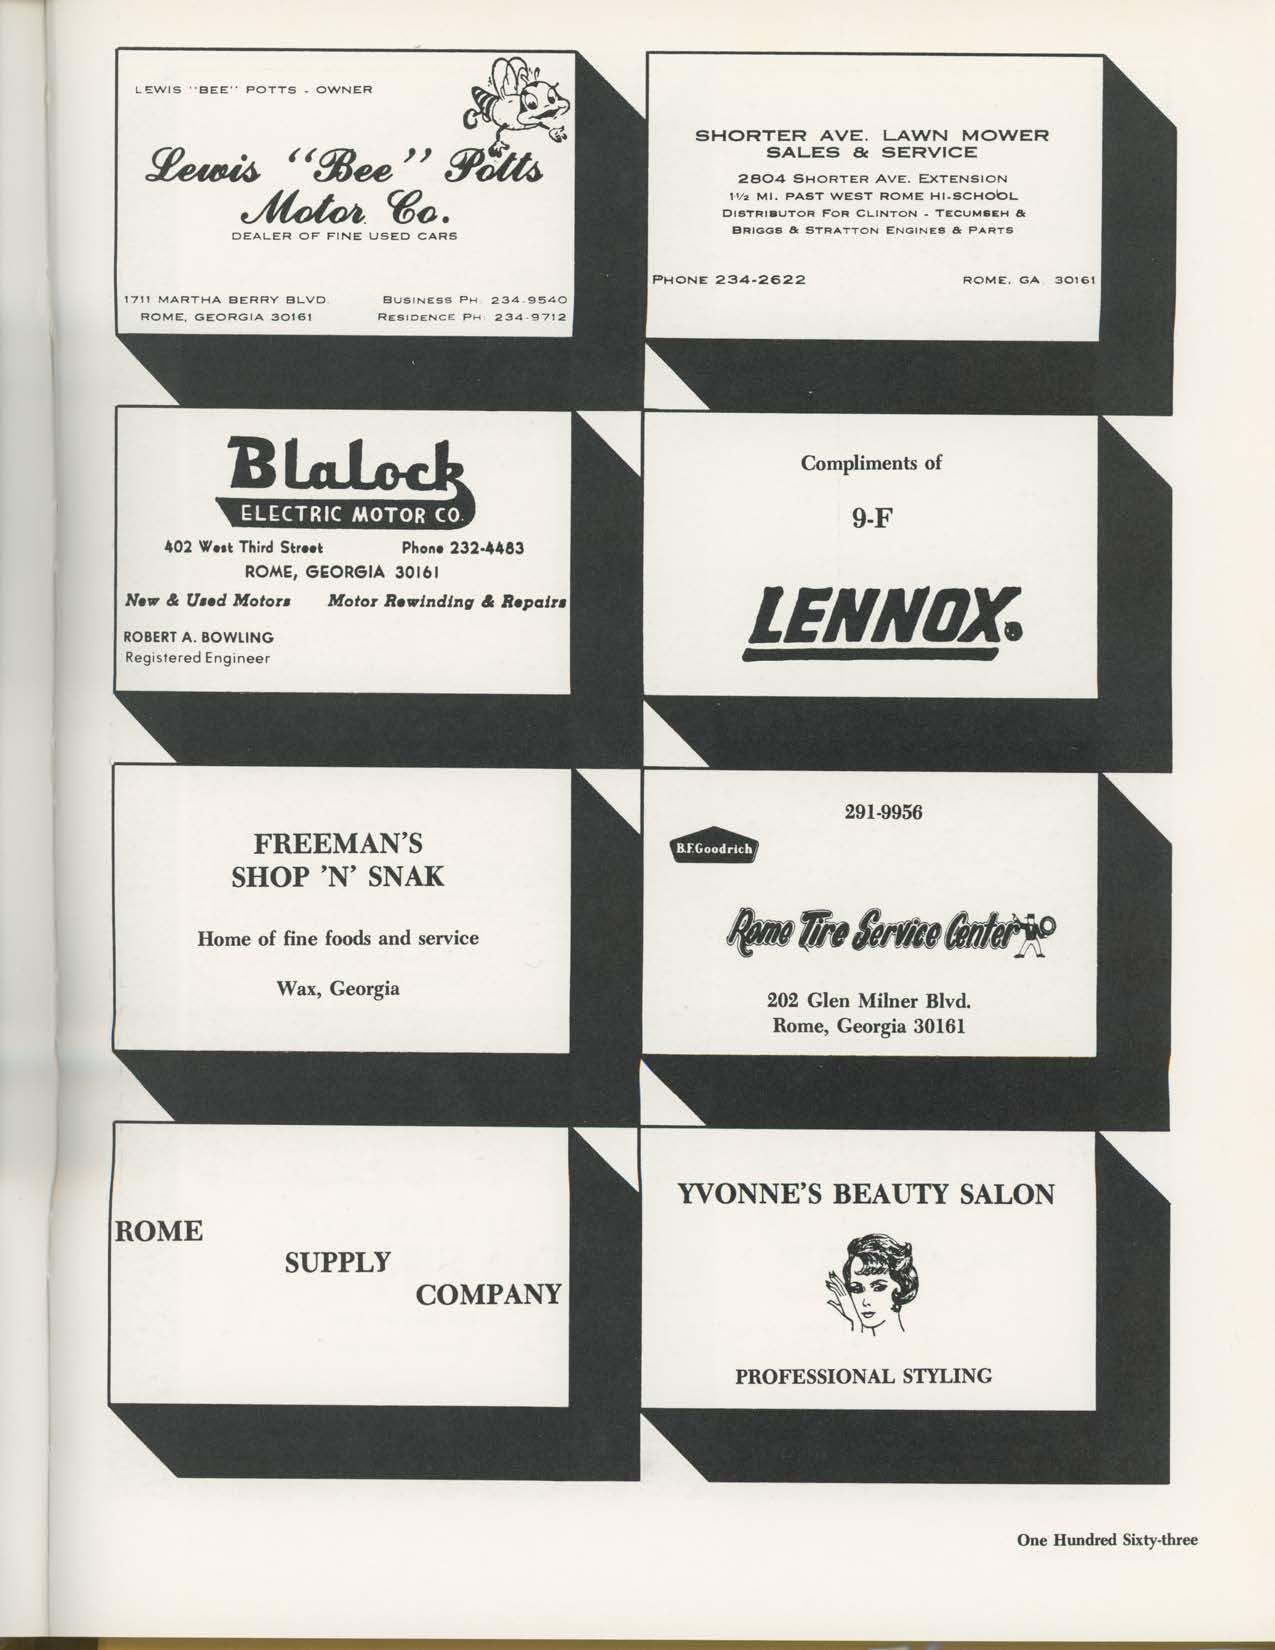 LEWIS "BEE" POTTS - OWNER
Lewis "Bee" Potts
Motor Co.
DEALER OF FINE USED CARS
1711 MARTHA BERRY BLVD. BUSINESS PH: 234-9540
ROME, GEORGIA 30161 RESIDENCE PH: 234-9712
SHORTER AVE. LAWN MOWER
SALES & SERVICE
2804 SHORTER AVE. EXTENSION
1½ MI. PAST WEST ROME HI-SCHOOL
DISTRIBUTOR FOR CLINTON - TECUMSEH &
BRIGGS & STRATTON ENGINES & PARTS
PHONE 234-2622 ROME, GA. 30161
Blalock
ELECTRIC MOTOR CO.
402 West Third Street Phone 232-4483
ROME, GEORGIA 30161
New & Used Motors Motor Rewinding & Repairs
ROBERT A. BOWLING
Registered Engineer
Compliments of
9-F
LENNOX
FREEMAN'S
SHOP 'N' SNAK
Home of fine foods and service
Wax, Georgia
291-9956
B.F.Goodrich
Rome Tire Service Center
202 Glen Milner Blvd.
Rome, Georgia 30161
ROME
SUPPLY
COMPANY
YVONNE'S BEAUTY SALON
PROFESSIONAL STYLING
One Hundred Sixty-three